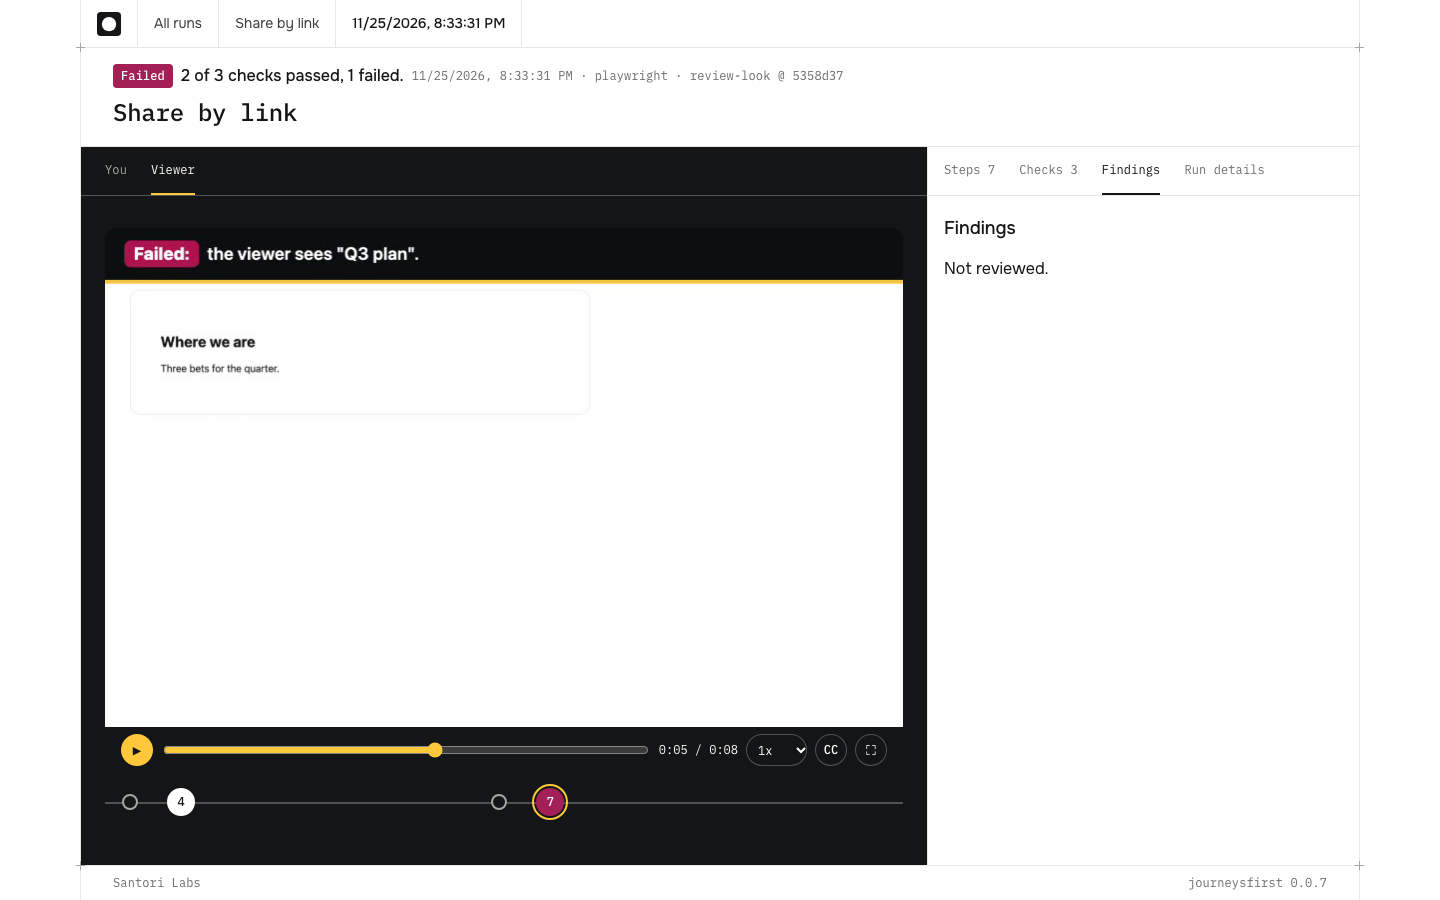 All runs
Share by link
11/25/2026, 8:33:31 PM
Failed 2 of 3 checks passed, 1 failed. 11/25/2026, 8:33:31 PM · playwright · review-look @ 5358d37
Share by link
You Viewer
Steps 7 Checks 3 Findings Run details
Failed: the viewer sees "Q3 plan".
Where we are
Three bets for the quarter.
Findings
Not reviewed.
0:05 / 0:08 1x CC
4 7
Santori Labs
journeysfirst 0.0.7